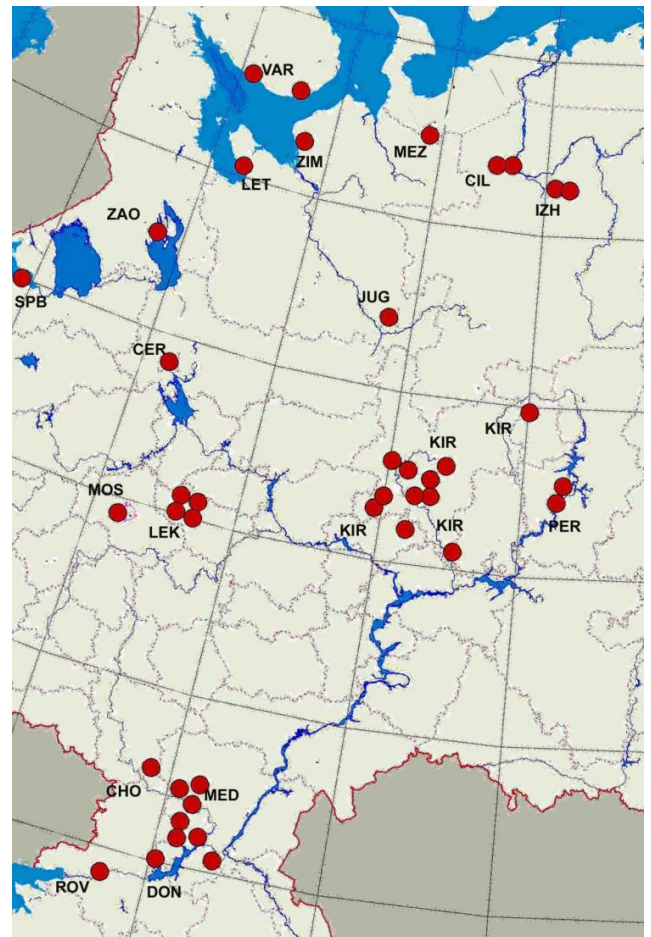 VAR
ZIM
MEZ
LET
CIL
IZH
ZAO
SPB
JUG
CER
KIR
KIR
MOS
LEK
KIR
KIR
PER
CHO
MED
ROV
DON